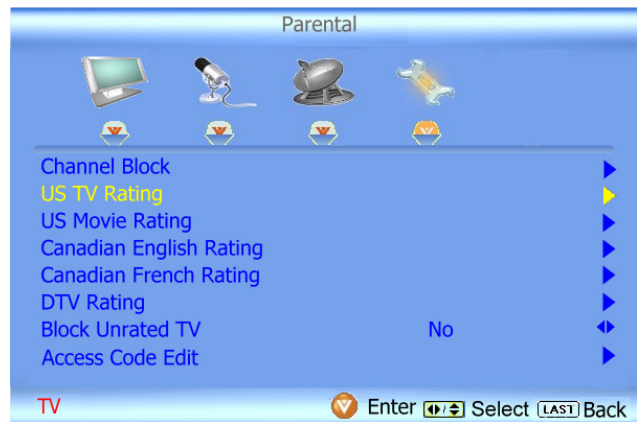 Parental
Channel Block
US TV Rating
US Movie Rating
Canadian English Rating
Canadian French Rating
DTV Rating
Block Unrated TV No
Access Code Edit
TV Enter Select LAST Back